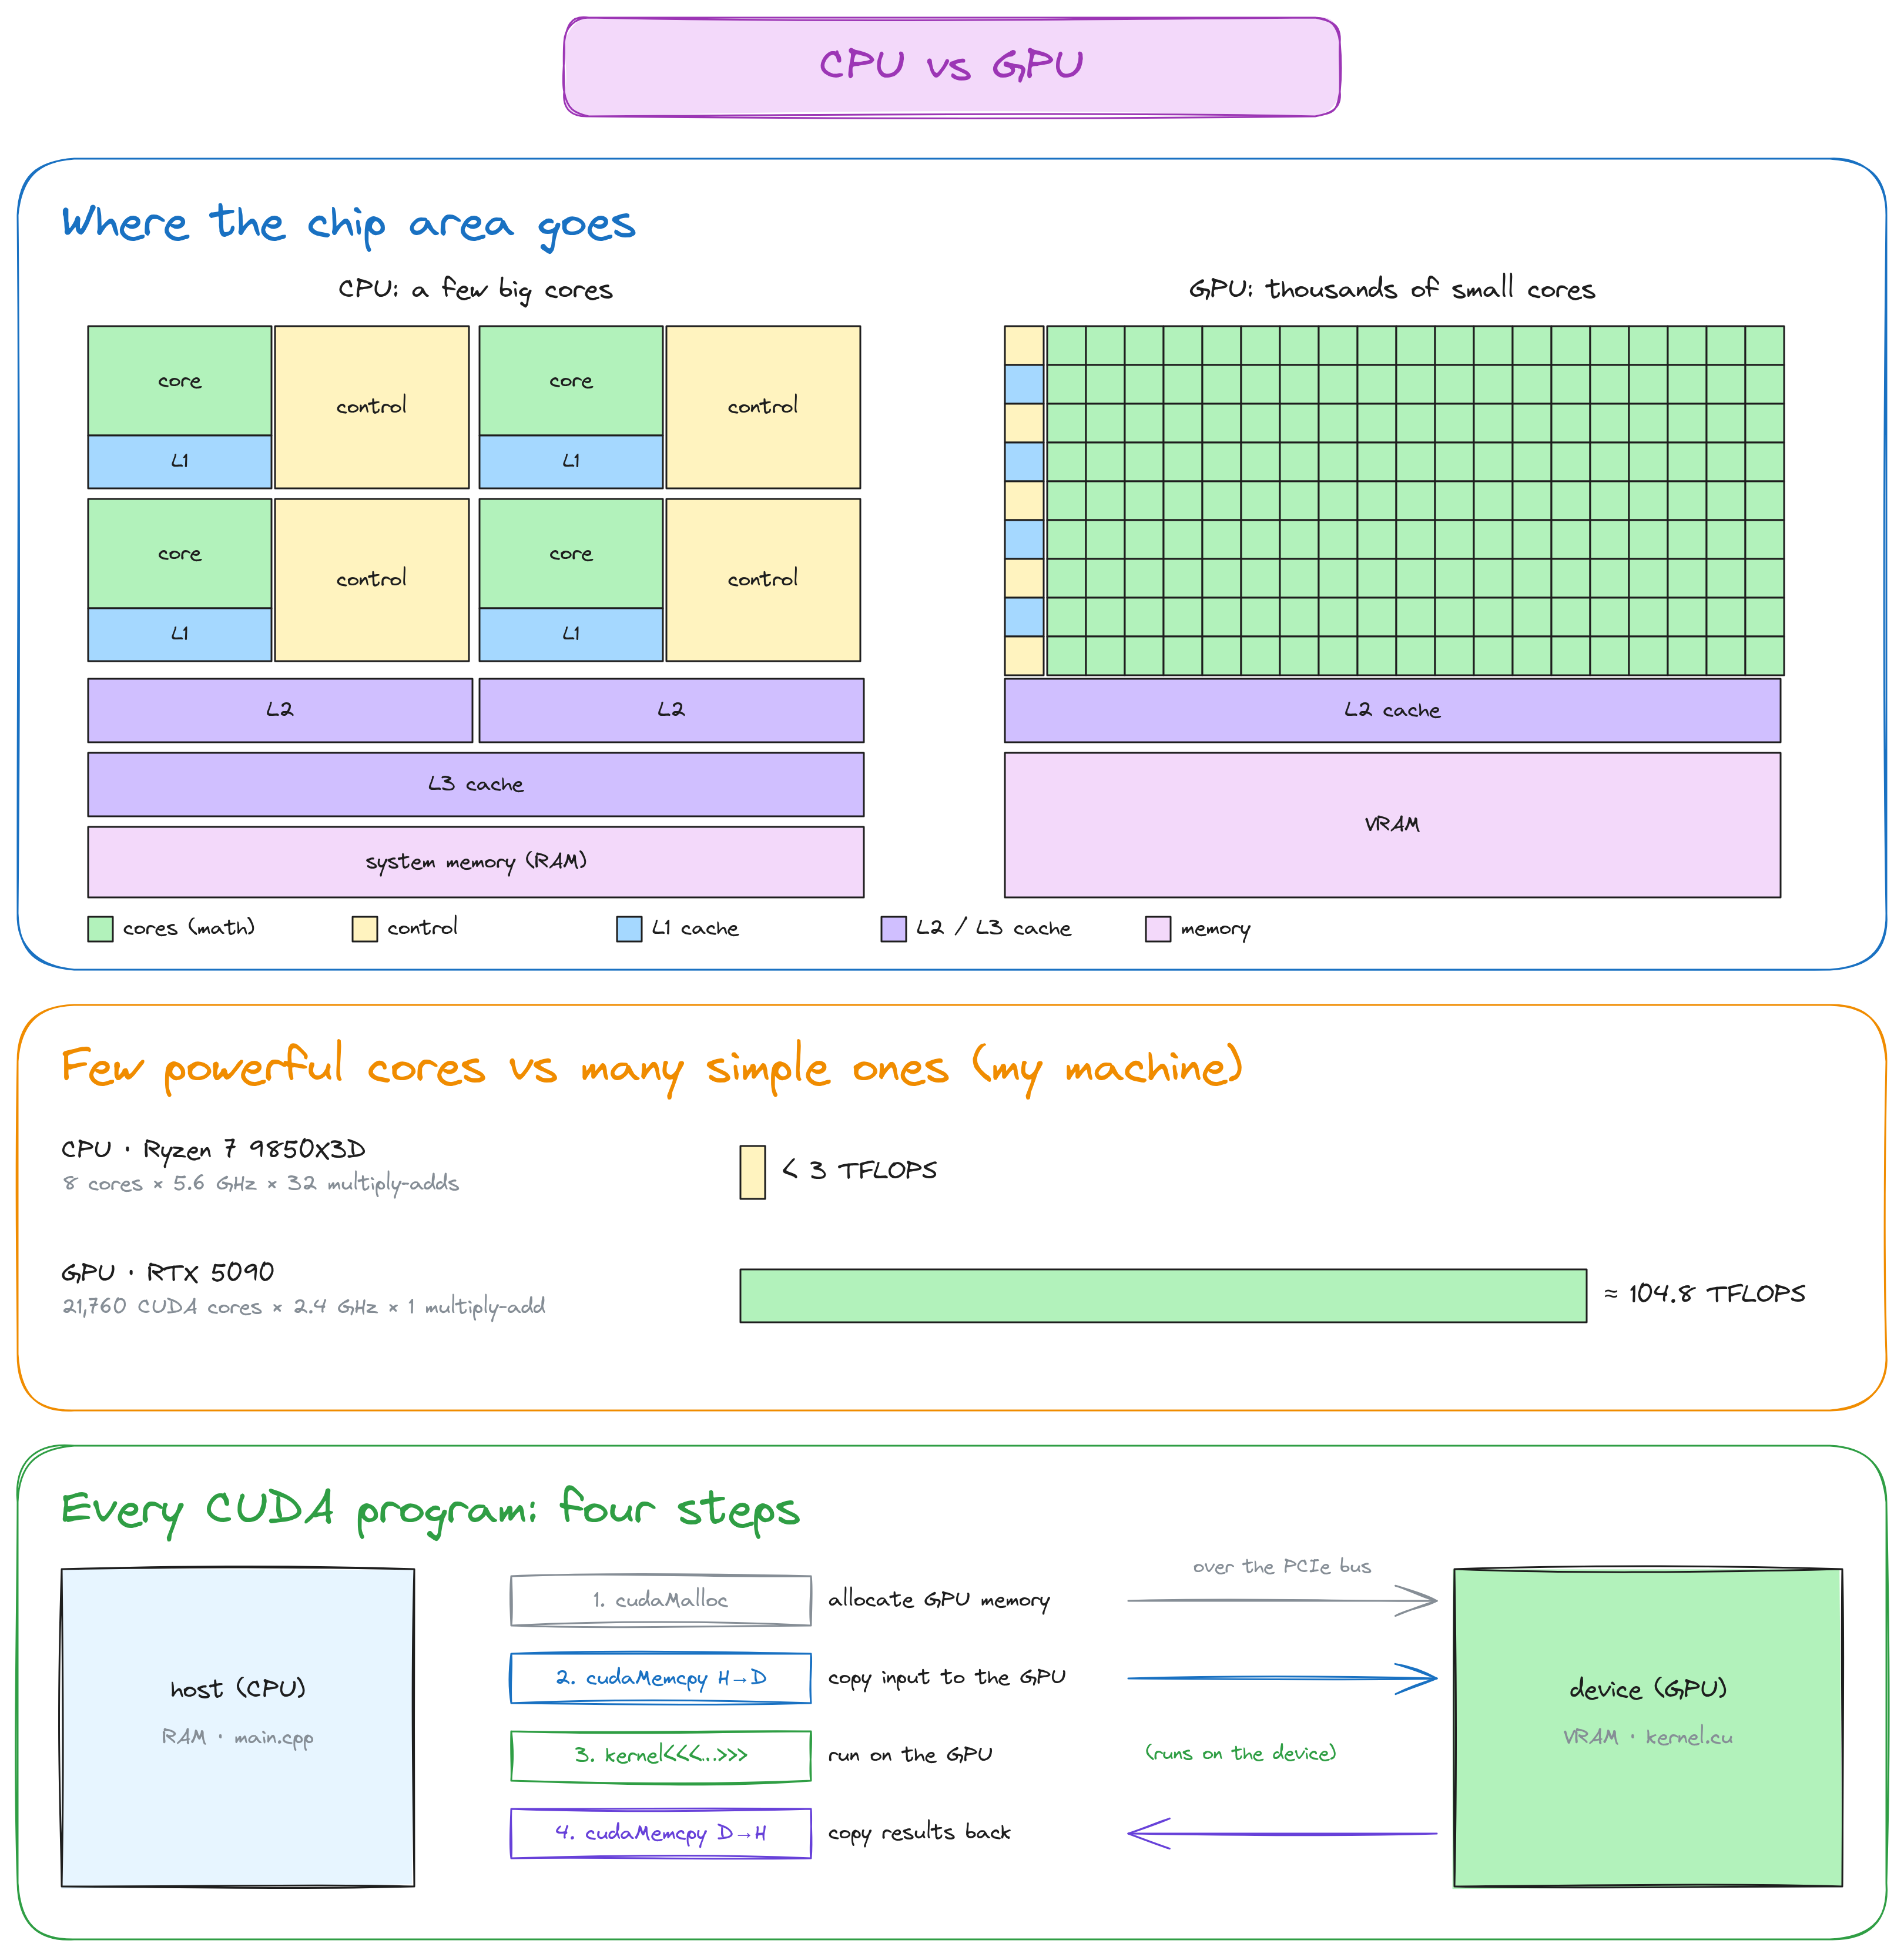 CPU vs GPU
Where the chip area goes
CPU: a few big cores
GPU: thousands of small cores
core
control
core
control
L1
L1
core
control
core
control
L1
L1
L2
L2
L3 cache
system memory (RAM)
L2 cache
VRAM
cores (math)
control
L1 cache
L2 / L3 cache
memory
Few powerful cores vs many simple ones (my machine)
CPU · Ryzen 7 9850X3D
8 cores × 5.6 GHz × 32 multiply-adds
< 3 TFLOPS
GPU · RTX 5090
21,760 CUDA cores × 2.4 GHz × 1 multiply-add
≈ 104.8 TFLOPS
Every CUDA program: four steps
host (CPU)
RAM · main.cpp
1. cudaMalloc
allocate GPU memory
over the PCIe bus
2. cudaMemcpy H→D
copy input to the GPU
3. kernel<<<...>>>
run on the GPU
(runs on the device)
4. cudaMemcpy D→H
copy results back
device (GPU)
VRAM · kernel.cu